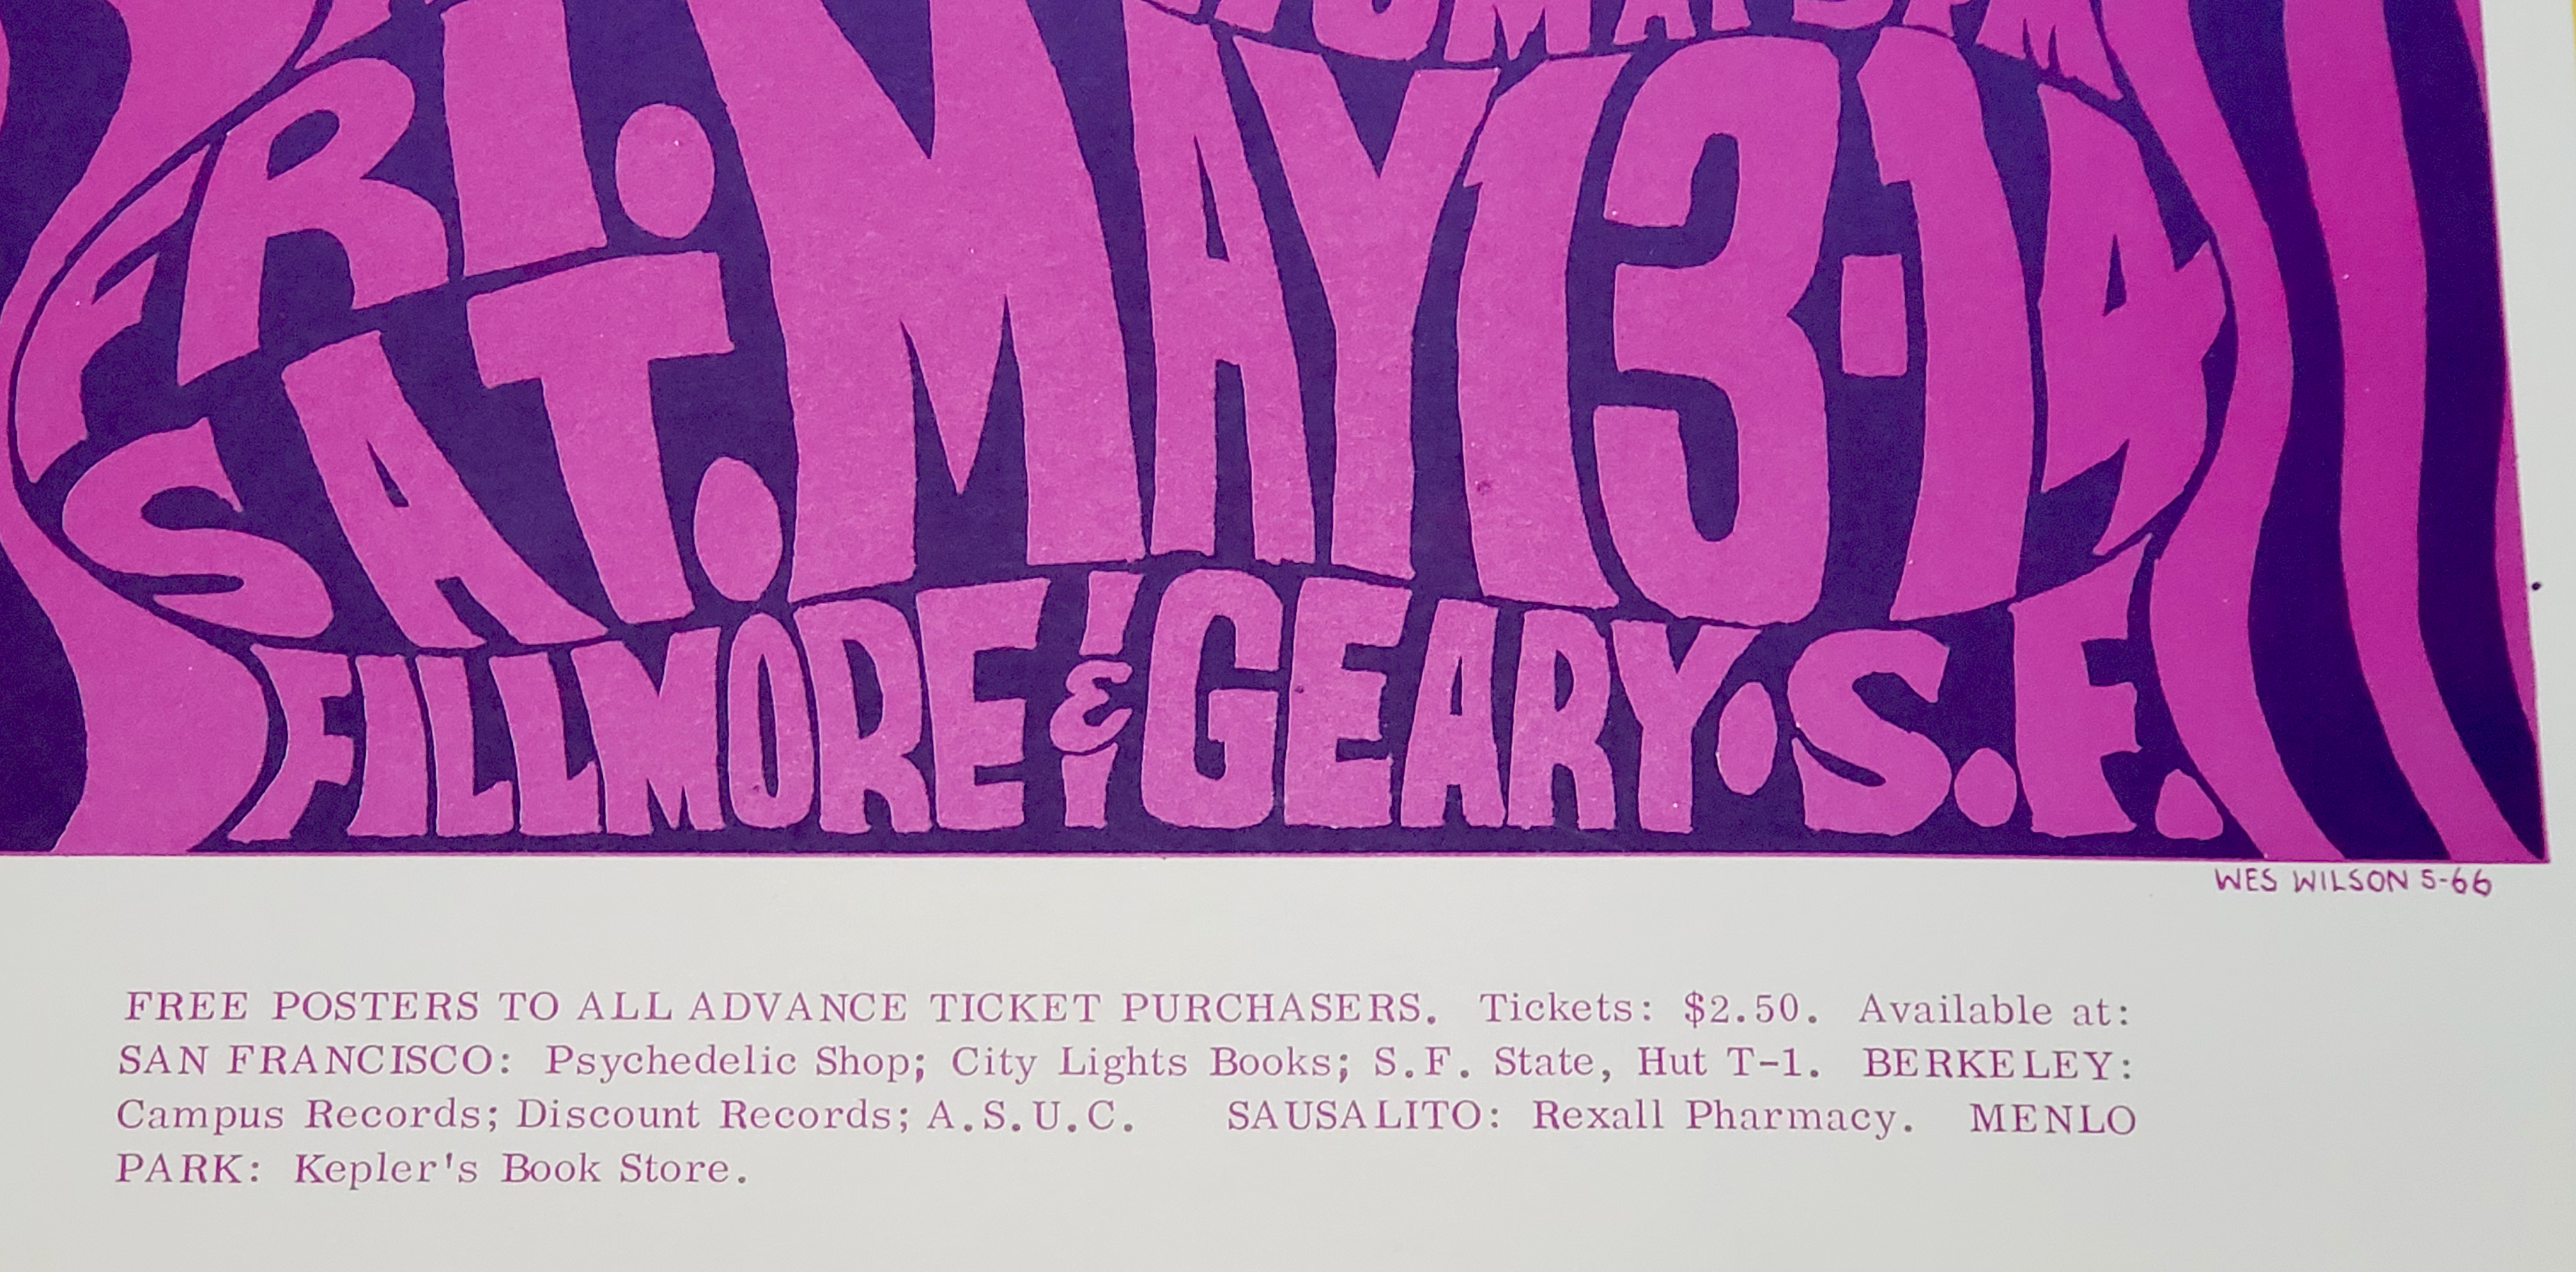 AT 9PM
FRI.
SAT.
MAY 13-14
FILLMORE & GEARY · S.F.
WES WILSON 5-66
FREE POSTERS TO ALL ADVANCE TICKET PURCHASERS. Tickets: $2.50. Available at:
SAN FRANCISCO: Psychedelic Shop; City Lights Books; S.F. State, Hut T-1. BERKELEY:
Campus Records; Discount Records; A.S.U.C. SAUSALITO: Rexall Pharmacy. MENLO
PARK: Kepler's Book Store.